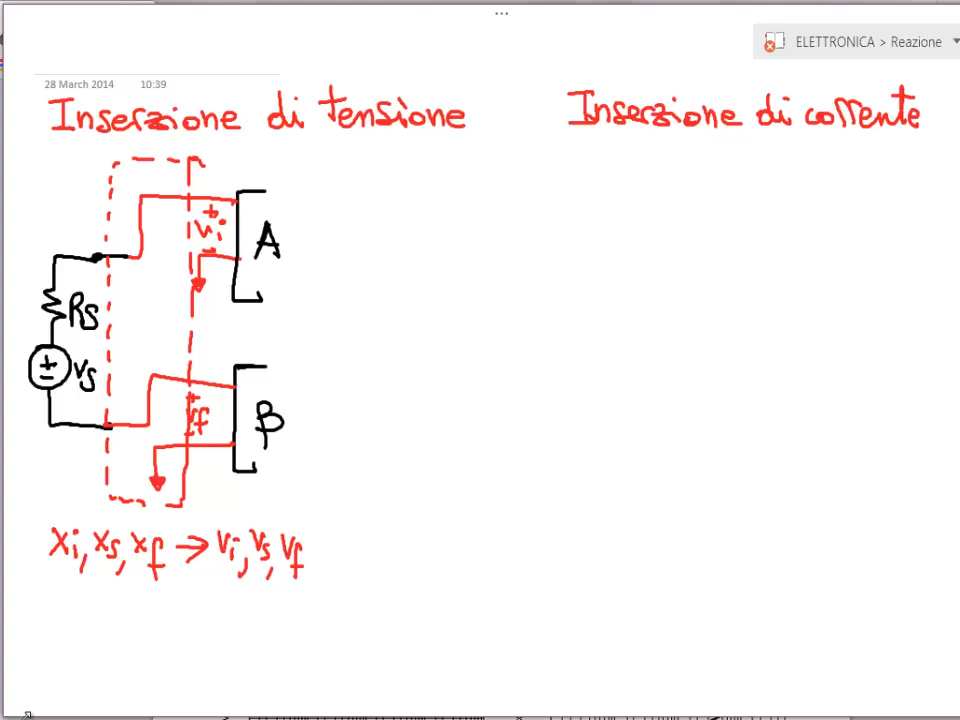 ...
ELETTRONICA > Reazione
28 March 2014 10:39
Inserzione di tensione
Inserzione di corrente
+
vi
-
A
Rs
+
-
vs
+
vf
-
β
xi, xs, xf → vi, vs, vf